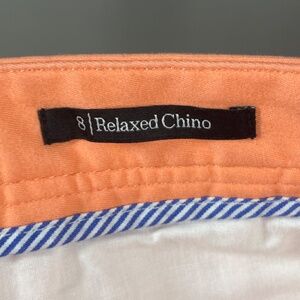 8 | Relaxed Chino